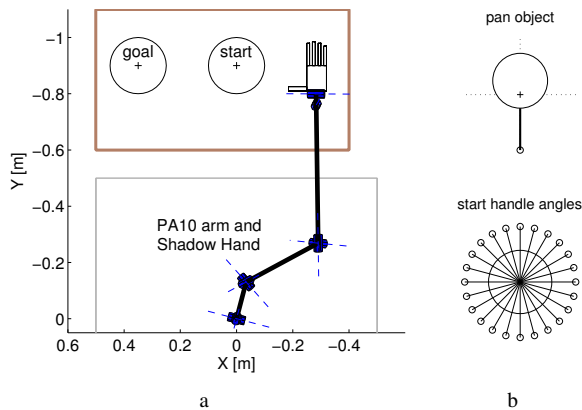 goal
start
PA10 arm and
Shadow Hand
−1
−0.8
−0.6
−0.4
−0.2
0
Y [m]
0.6 0.4 0.2 0 −0.2 −0.4
X [m]
a
pan object
start handle angles
b